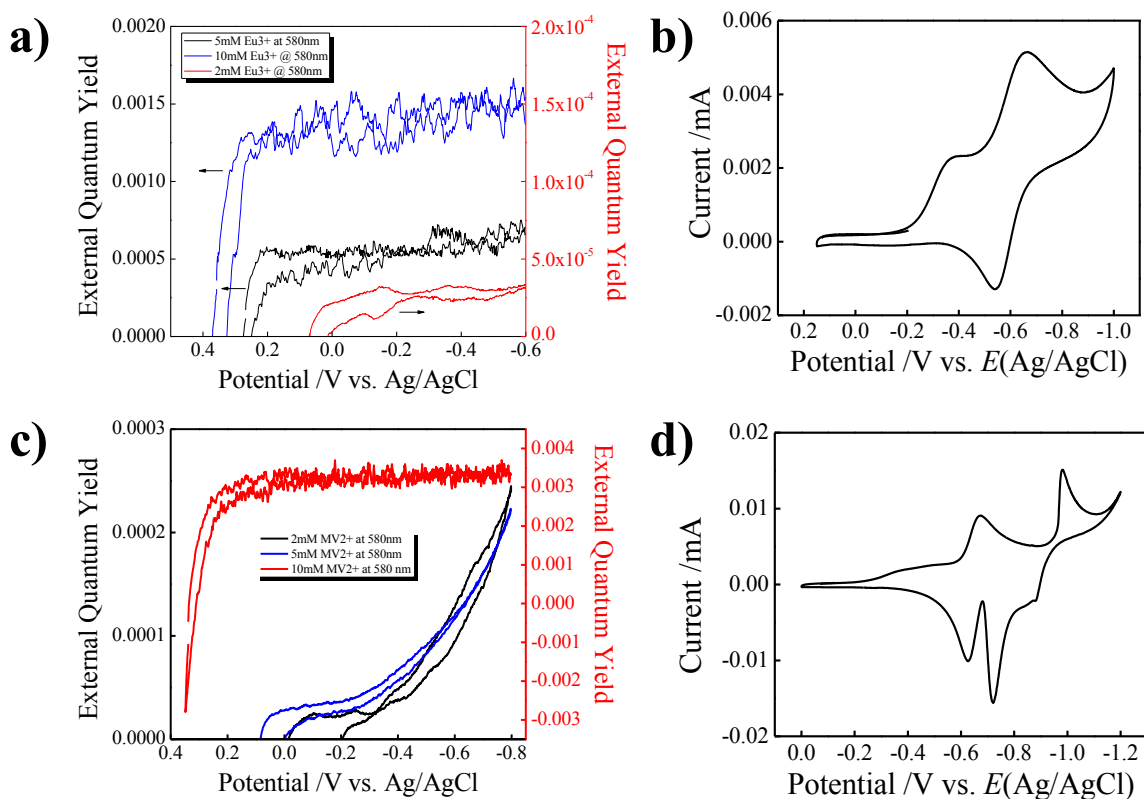 a)
0.0020
0.0015
0.0010
0.0005
0.0000
External Quantum Yield
5mM Eu3+ at 580nm
10mM Eu3+ @ 580nm
2mM Eu3+ @ 580nm
2.0x10-4
1.5x10-4
1.0x10-4
5.0x10-5
0.0
External Quantum Yield
0.4 0.2 0.0 -0.2 -0.4 -0.6
Potential /V vs. Ag/AgCl
b)
0.006
0.004
0.002
0.000
-0.002
Current /mA
0.2 0.0 -0.2 -0.4 -0.6 -0.8 -1.0
Potential /V vs. E(Ag/AgCl)
c)
0.0003
0.0002
0.0001
0.0000
External Quantum Yield
2mM MV2+ at 580nm
5mM MV2+ at 580nm
10mM MV2+ at 580 nm
0.004
0.003
0.002
0.001
0.000
-0.001
-0.002
-0.003
External Quantum Yield
0.4 0.2 0.0 -0.2 -0.4 -0.6 -0.8
Potential /V vs. Ag/AgCl
d)
0.02
0.01
0.00
-0.01
-0.02
Current /mA
0.0 -0.2 -0.4 -0.6 -0.8 -1.0 -1.2
Potential /V vs. E(Ag/AgCl)